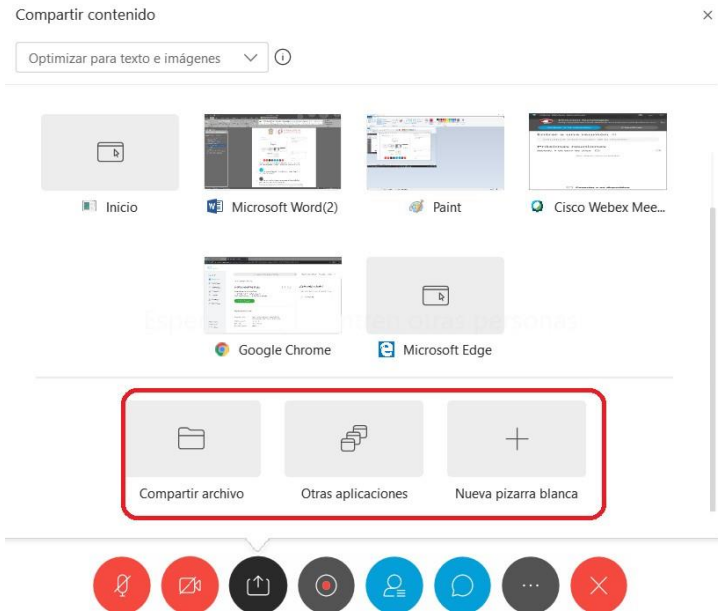 Compartir contenido
Optimizar para texto e imágenes
Inicio
Microsoft Word(2)
Paint
Cisco Webex Mee...
Google Chrome
Microsoft Edge
Compartir archivo
Otras aplicaciones
Nueva pizarra blanca